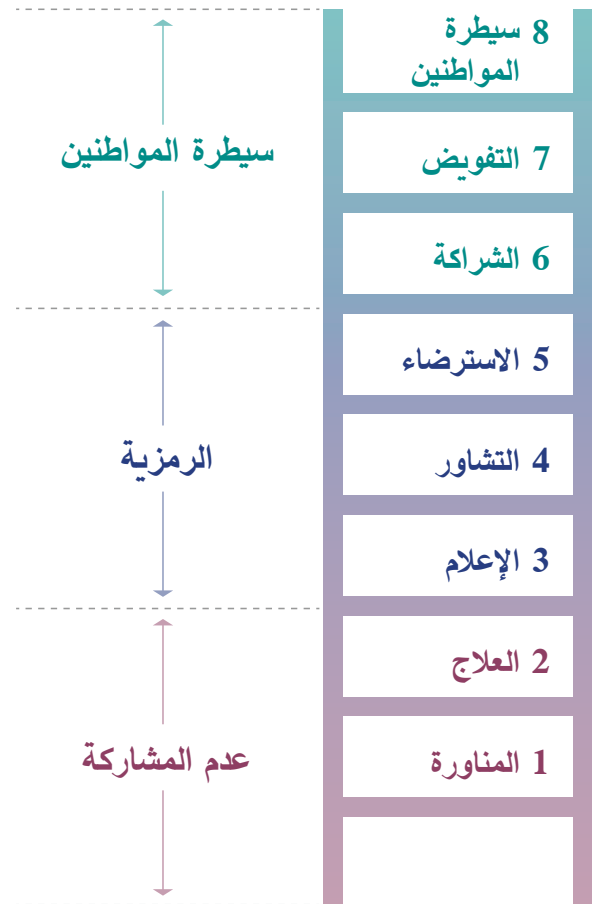 8 سيطرة
المواطنين
7 التفويض
6 الشراكة
سيطرة المواطنين
5 الاسترضاء
4 التشاور
3 الإعلام
الرمزية
2 العلاج
1 المناورة
عدم المشاركة